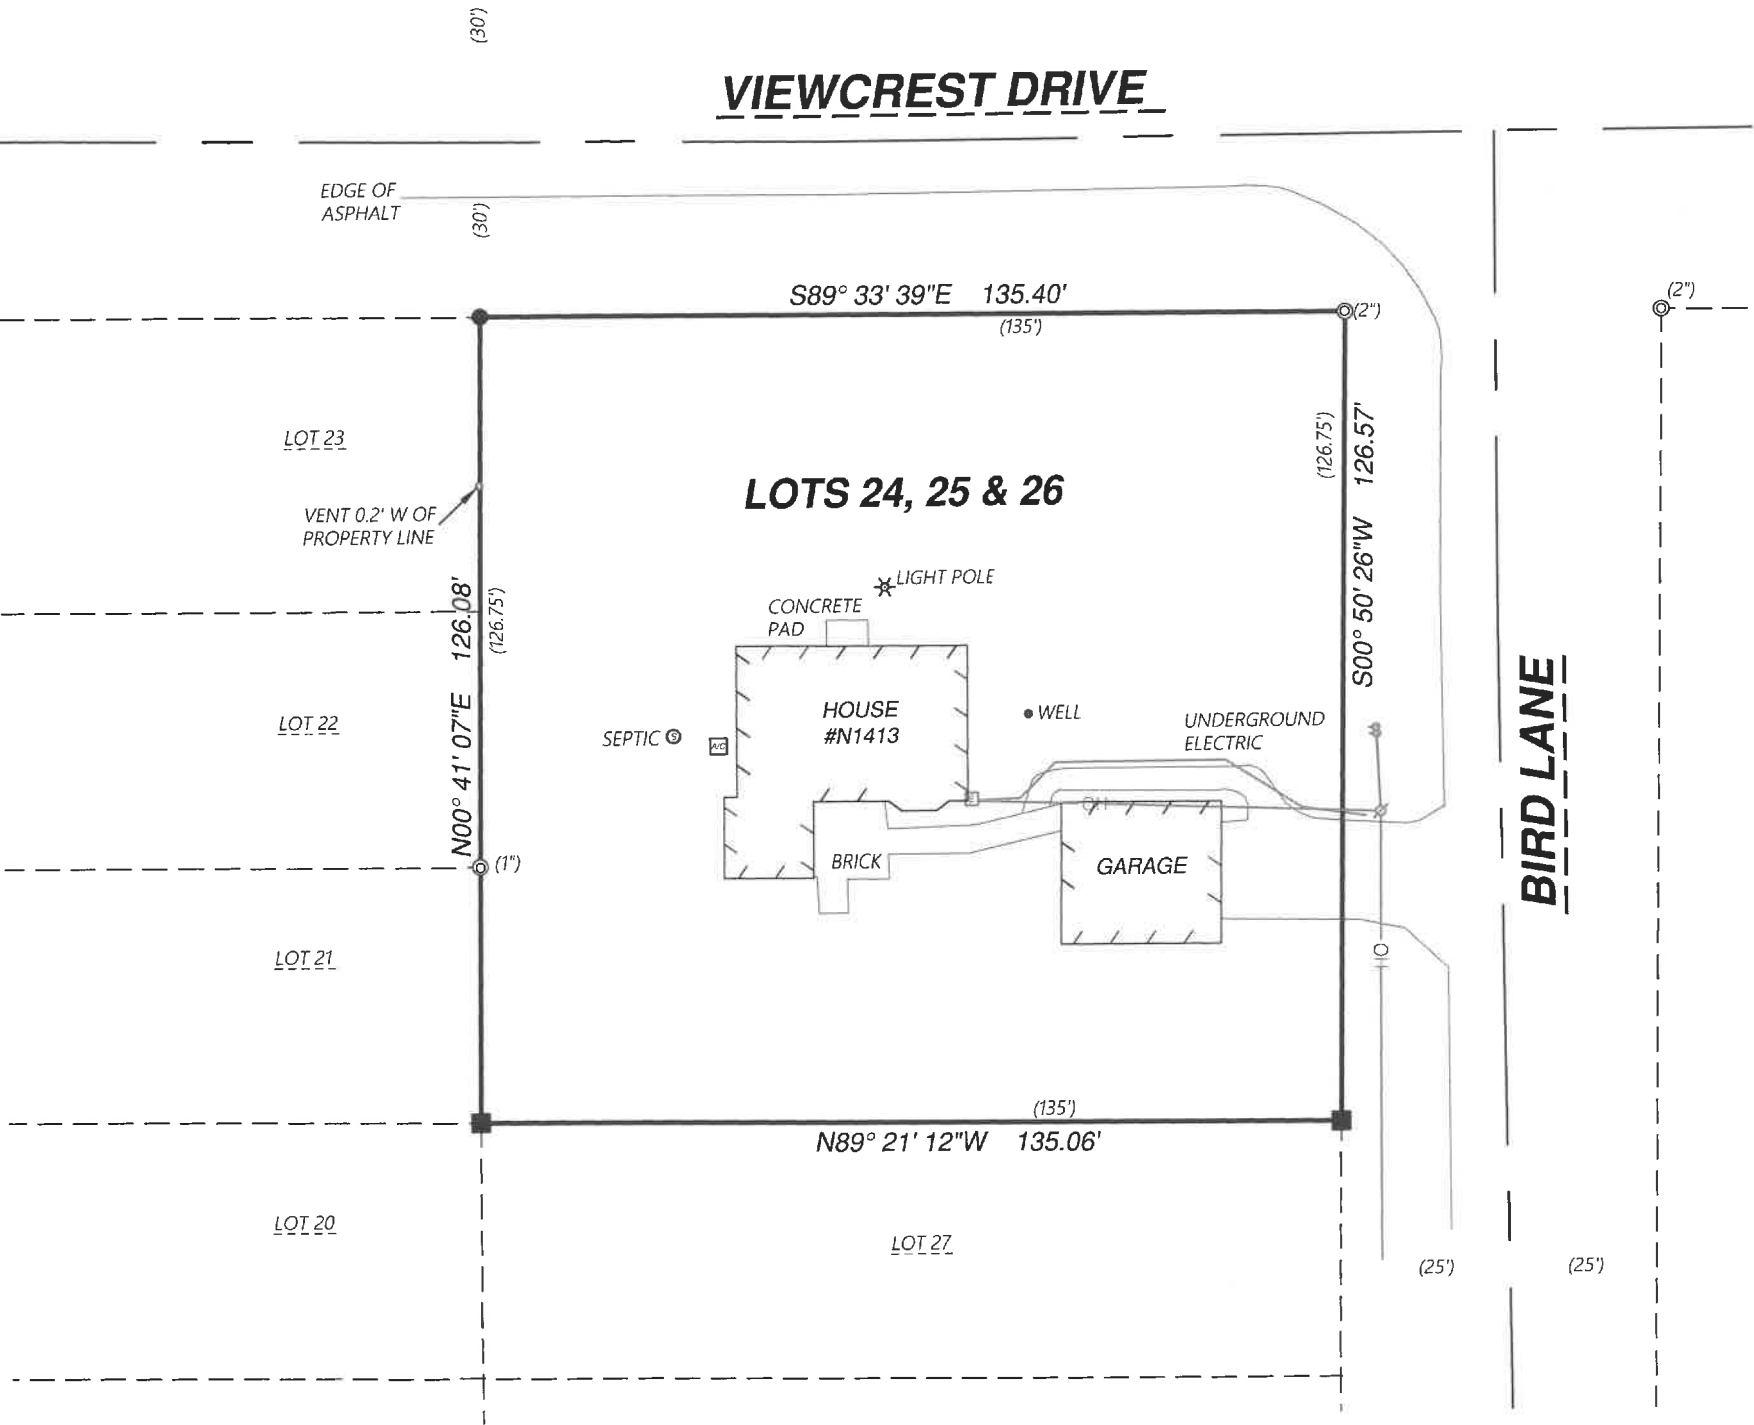 (30')
VIEWCREST DRIVE
EDGE OF
ASPHALT
(30')
S89° 33' 39"E 135.40'
(135')
(2")
(2")
LOT 23
(126.75')
S00° 50' 26"W 126.57'
LOTS 24, 25 & 26
VENT 0.2' W OF
PROPERTY LINE
N00° 41' 07"E 126.08'
(126.75')
LIGHT POLE
CONCRETE
PAD
HOUSE
#N1413
WELL
LOT 22
SEPTIC S
A/C
UNDERGROUND
ELECTRIC
BIRD LANE
E
OH
(1")
BRICK
GARAGE
LOT 21
OH
(135')
N89° 21' 12"W 135.06'
LOT 20
LOT 27
(25')
(25')